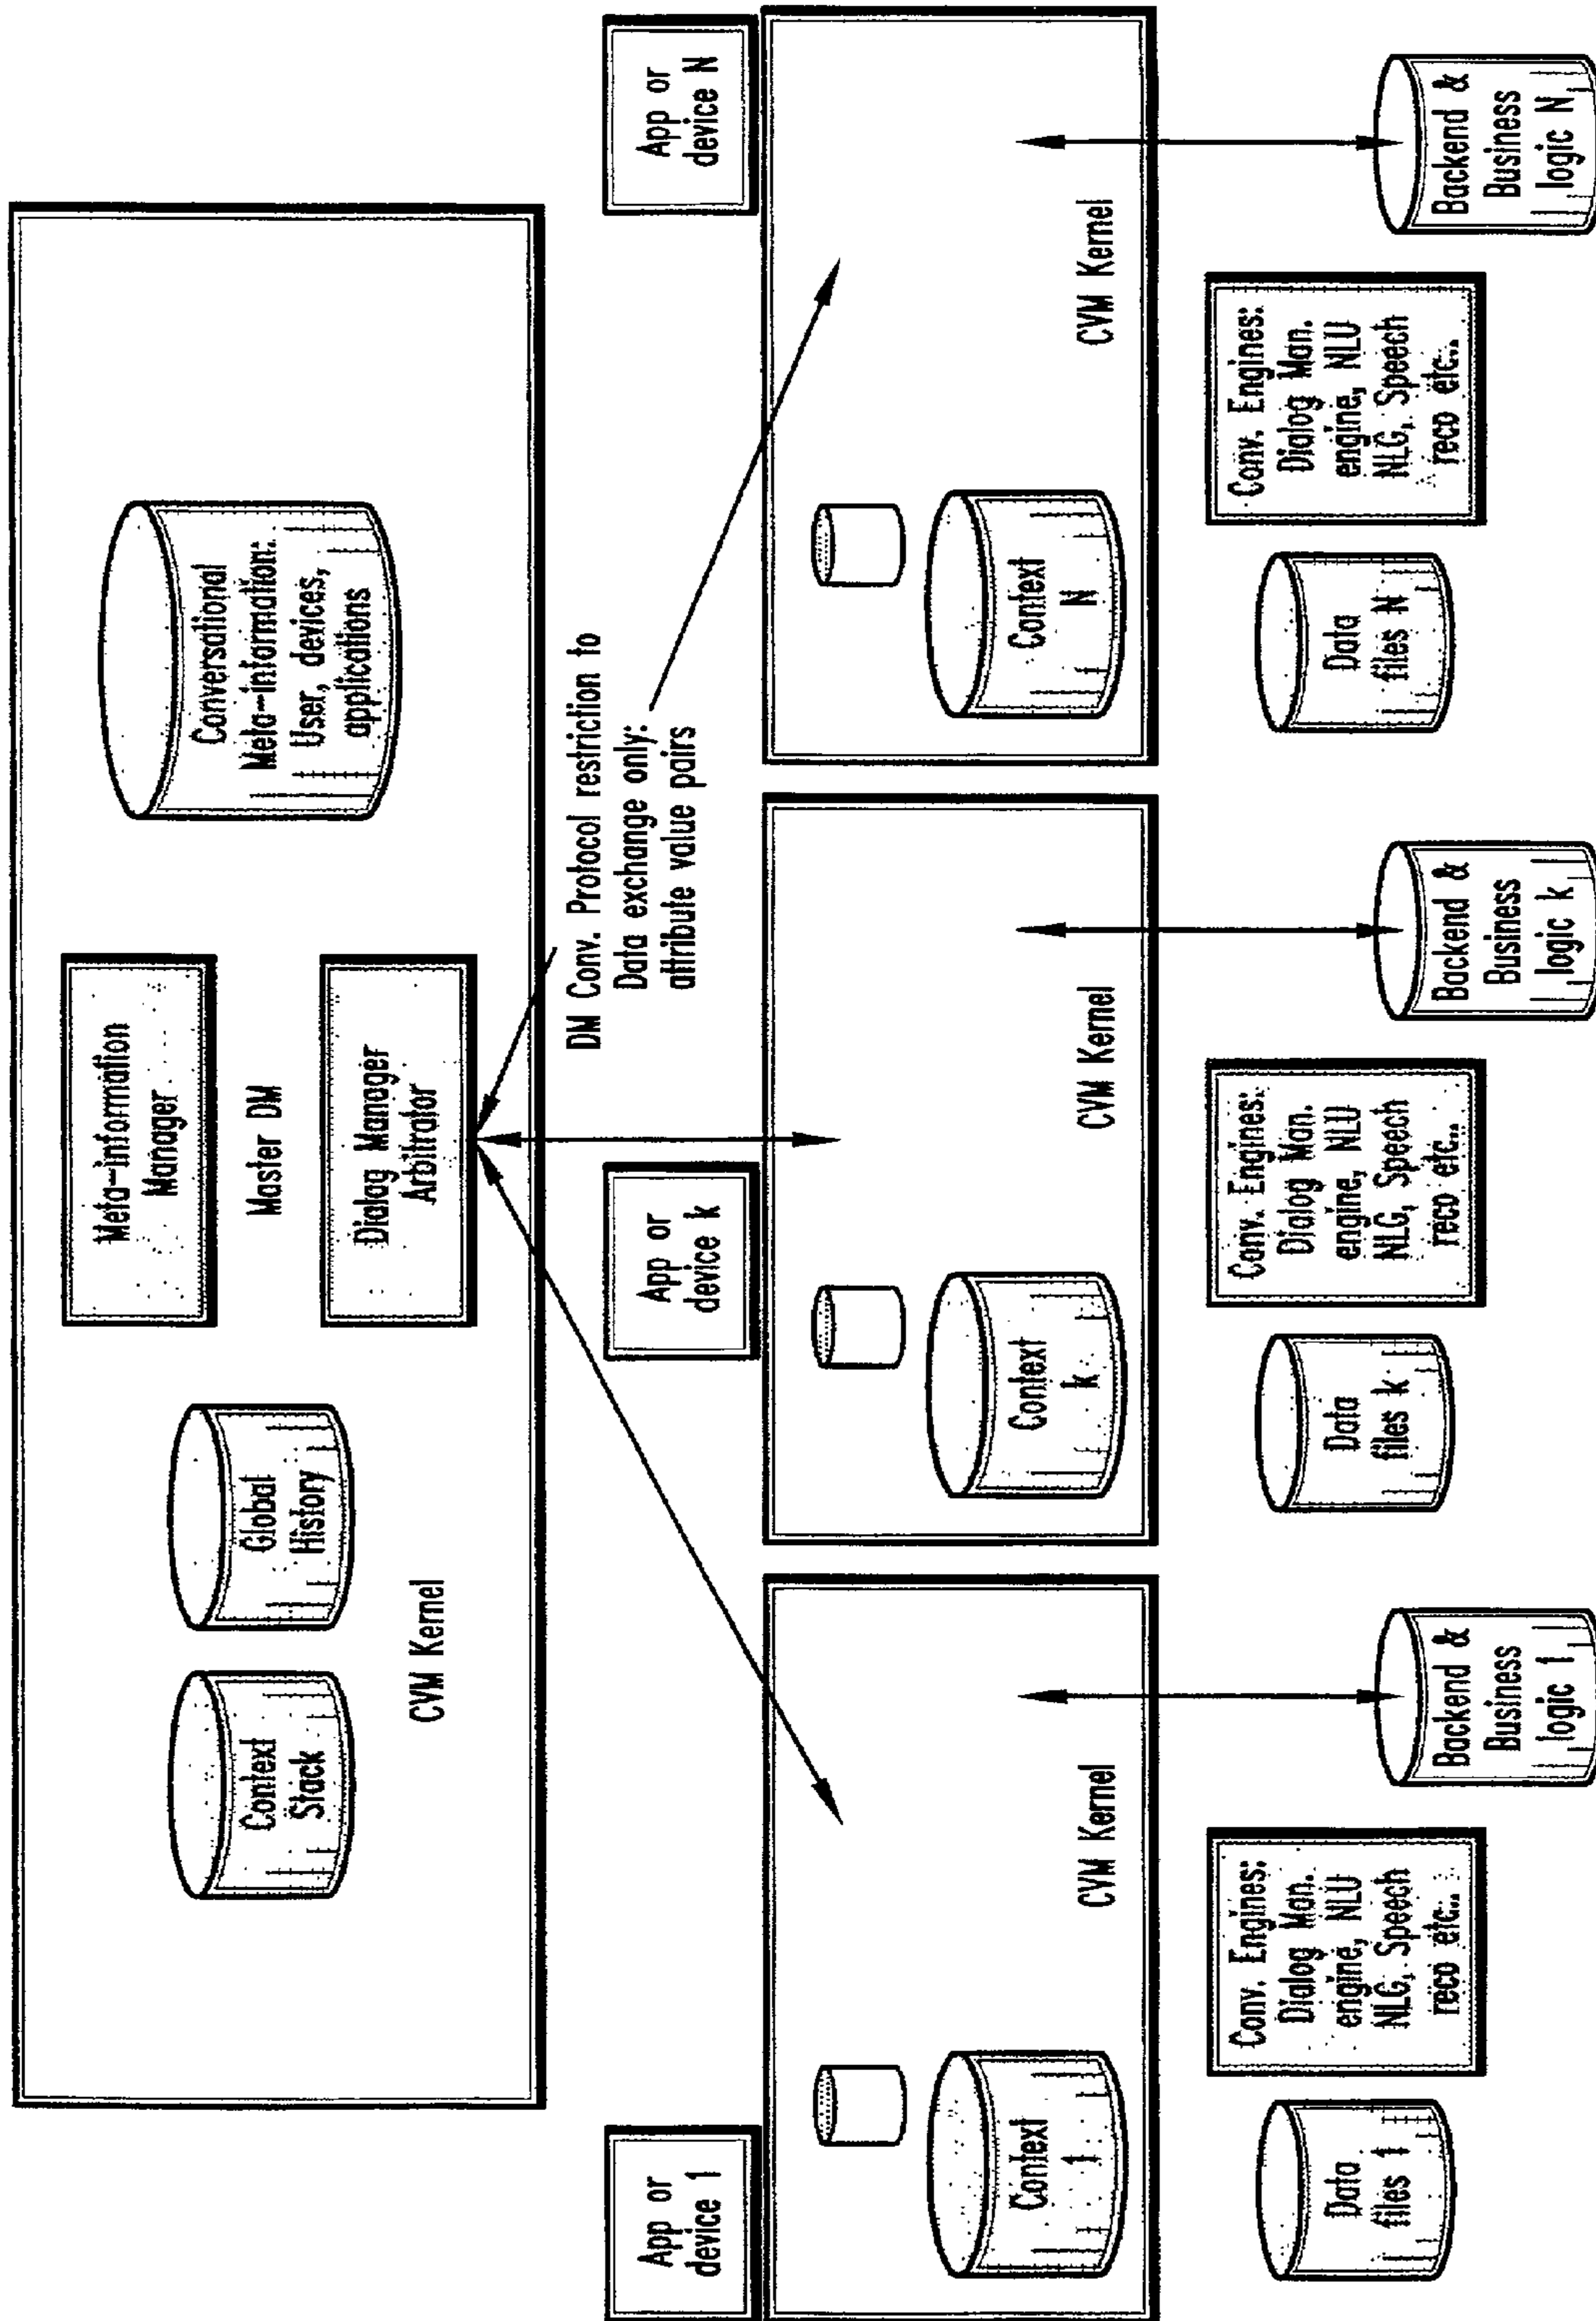 Context
Stack
Global
History
CVM Kernel
Meta-information
Manager
Master DM
Dialog Manager
Arbitrator
Conversational
Meta-information:
User, devices,
applications
DM Conv. Protocol restriction to
Data exchange only:
attribute value pairs
App or
device 1
Context
1
CVM Kernel
Data
files 1
Conv. Engines:
Dialog Man.
engine, NLU
NLG, Speech
reco etc..
Backend &
Business
logic 1
App or
device k
Context
k
CVM Kernel
Data
files k
Conv. Engines:
Dialog Man.
engine, NLU
NLG, Speech
reco etc..
Backend &
Business
logic k
App or
device N
Context
N
CVM Kernel
Data
files N
Conv. Engines:
Dialog Man.
engine, NLU
NLG, Speech
reco etc..
Backend &
Business
logic N